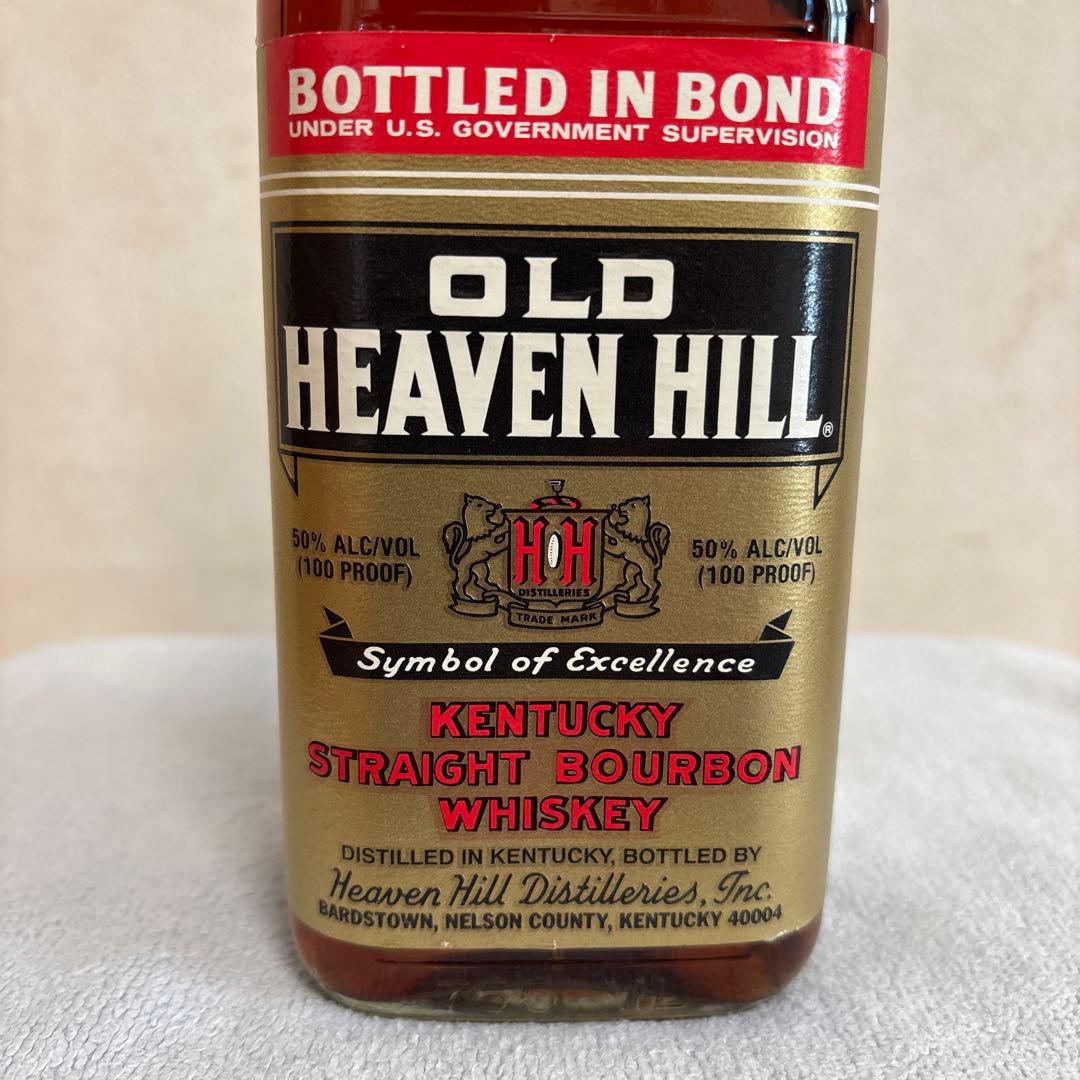 BOTTLED IN BOND
UNDER U.S. GOVERNMENT SUPERVISION
OLD
HEAVEN HILL®
50% ALC/VOL
(100 PROOF)
H H
DISTILLERIES
TRADE MARK
50% ALC/VOL
(100 PROOF)
Symbol of Excellence
KENTUCKY
STRAIGHT BOURBON
WHISKEY
DISTILLED IN KENTUCKY, BOTTLED BY
Heaven Hill Distilleries, Inc.
BARDSTOWN, NELSON COUNTY, KENTUCKY 40004